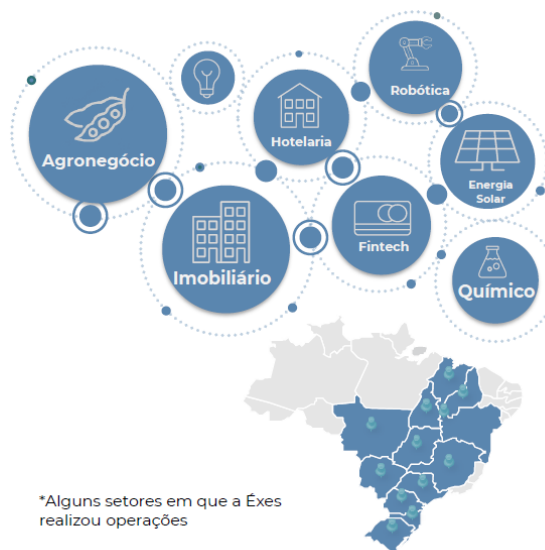 Robótica
Hotelaria
Agronegócio
Energia
Solar
Fintech
Imobiliário
Químico
*Alguns setores em que a Éxes
realizou operações